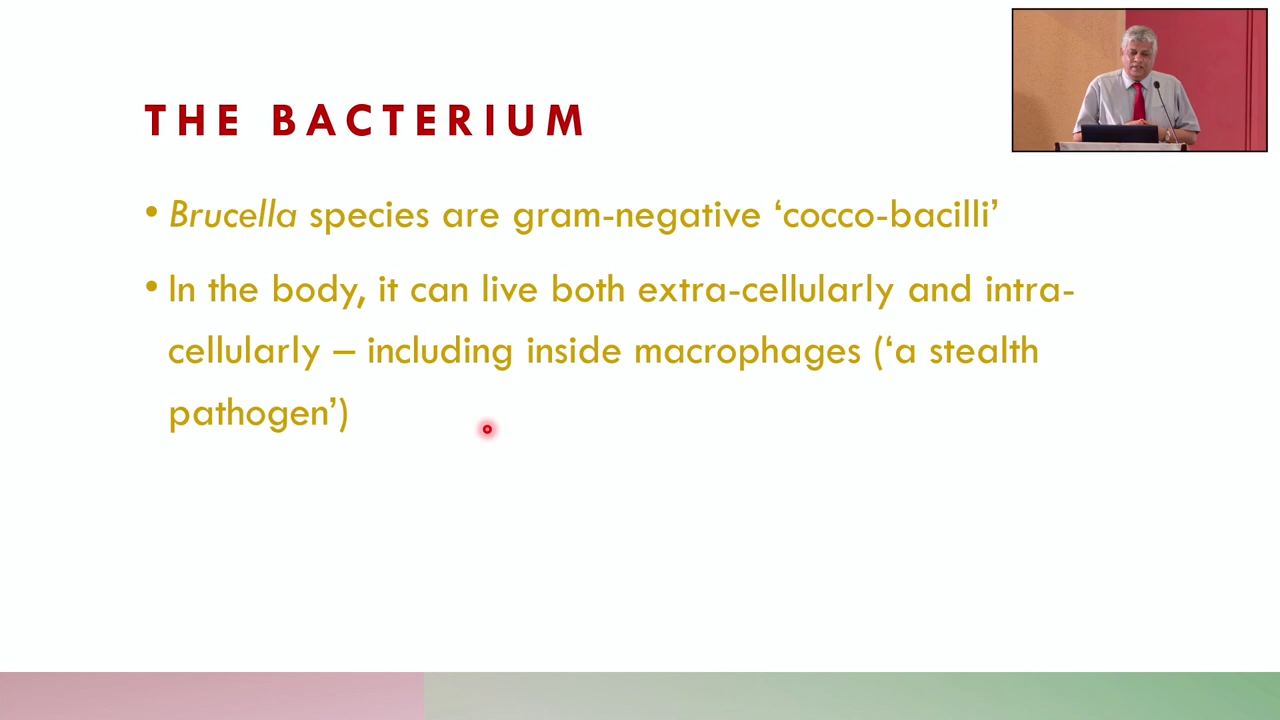 THE BACTERIUM
• Brucella species are gram-negative ‘cocco-bacilli’
• In the body, it can live both extra-cellularly and intra-
cellularly – including inside macrophages (‘a stealth
pathogen’)